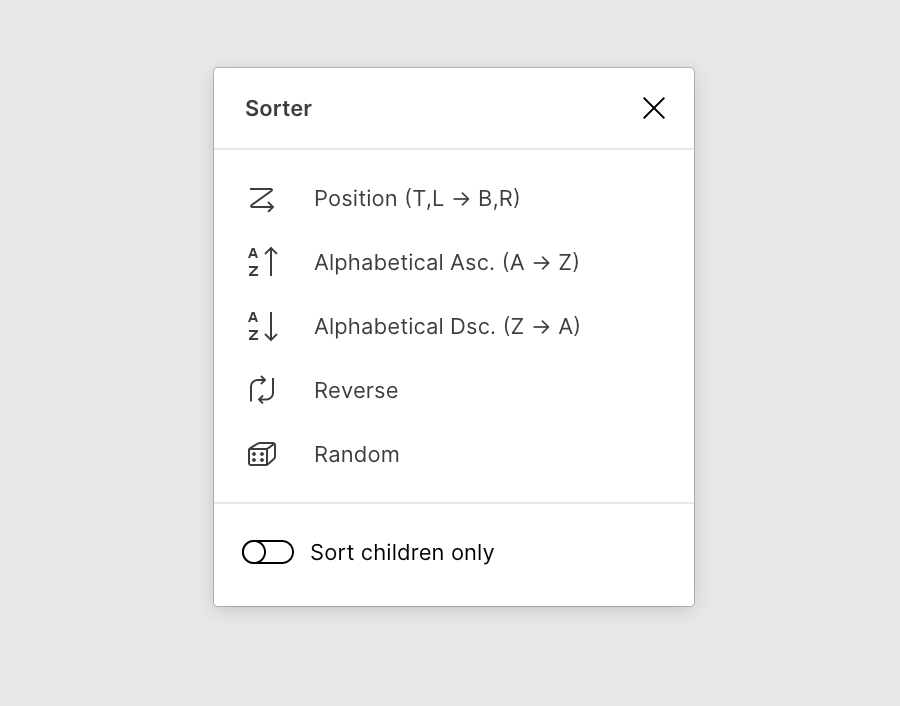 Sorter
Position (T,L → B,R)
A
Z
Alphabetical Asc. (A → Z)
A
Z
Alphabetical Dsc. (Z → A)
Reverse
Random
Sort children only